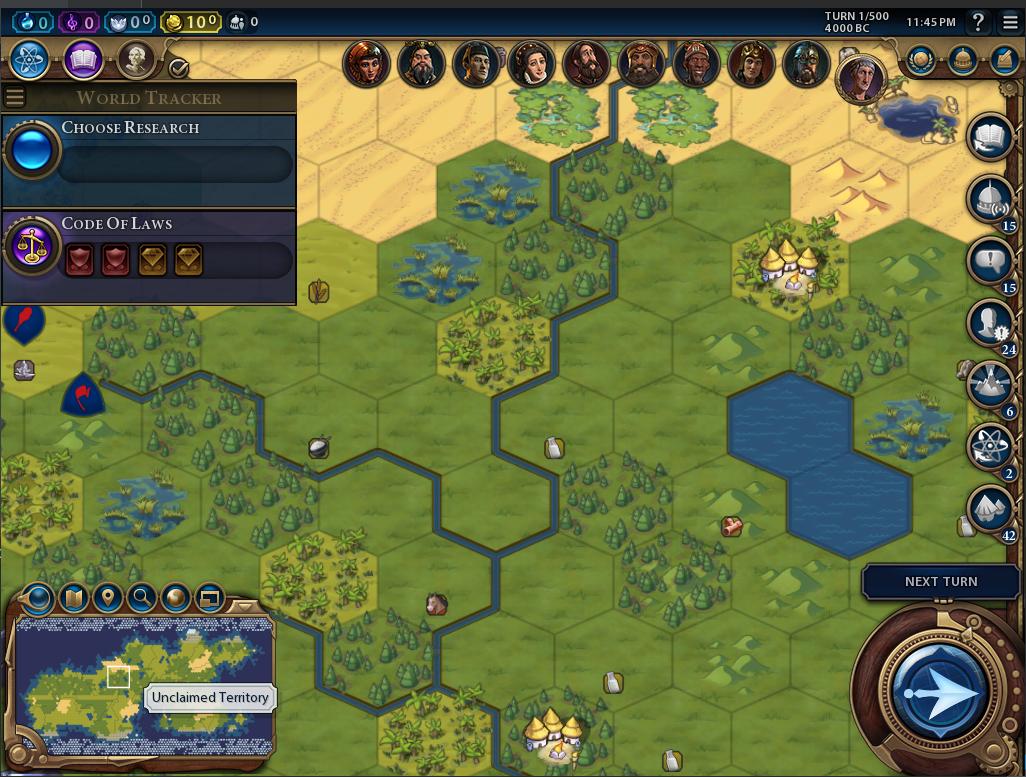 0 0 0 0 10 0 0
TURN 1/500
4000 BC
11:45 PM
?
WORLD TRACKER
CHOOSE RESEARCH
CODE OF LAWS
15
15
24
6
2
42
NEXT TURN
Unclaimed Territory